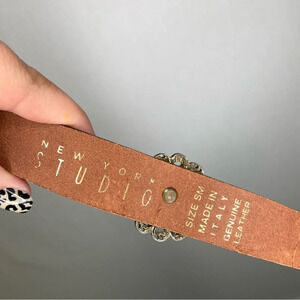 NEW YORK
STUDIO
SIZE SM
MADE IN
ITALY
GENUINE
LEATHER